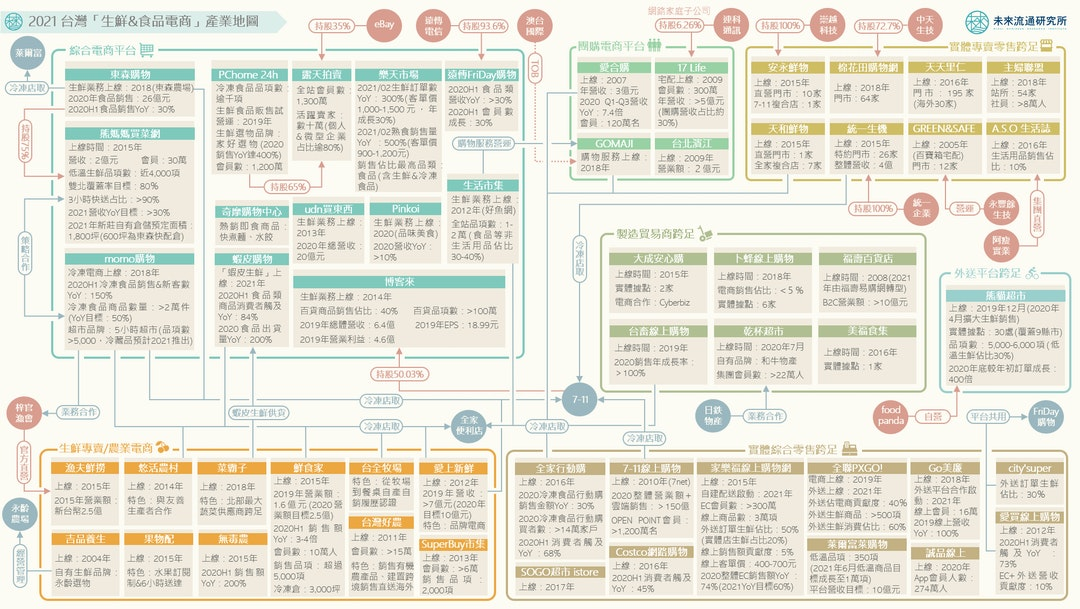 2021 台灣「生鮮&食品電商」產業地圖
未來流通研究所
持股35%
eBay
遠傳
電信
持股93.6%
澳台
國際
TOB
網路家庭子公司
持股6.26%
連科
通訊
持股100%
崇越
科技
持股72.7%
中天
生技
萊爾富
冷凍店取
持股75%
策略合作
綜合電商平台
東森購物
生鮮業務上線:2018(東森農場)
2020年食品銷售:26億元
2020H1食品銷售YoY:30%
熊媽媽買菜網
上線時間:2015年
營收:2億元 會員:30萬
低溫生鮮品項數:近4,000項
雙北覆蓋率目標:80%
3小時快送占比:>90%
2021營收YoY目標:>30%
2021年新莊自有倉儲預定面積:
1,800坪(600坪為東森快配倉)
momo購物
冷凍電商上線:2018年
2020H1冷凍食品銷售&新客數
YoY:150%
冷凍食品商品數量:>2萬件
(YoY目標:50%)
超市品牌:5小時超市(品項數
>5,000、冷藏品預計2021推出)
PChome 24h
冷凍食品品項數
逾千項
生鮮食品販售試
營運:2019年
生鮮選物品牌:
家好選物(2020
銷售YoY達400%)
會員數:1,200萬
持股65%
奇摩購物中心
熱銷即食商品:
快煮麵、水餃
蝦皮購物
「蝦皮生鮮」上
線:2021年
2020H1食品類
商品消費者觸及
YoY:84%
2020食品出貨
量YoY:200%
露天拍賣
全站會員數:
1,300萬
活躍賣家:
數十萬(個人
&微型企業
占比逾80%)
udn買東西
生鮮業務上線:
2013年
2020年總營收:
20億元
樂天市場
2021/02生鮮訂單數
YoY:300%(客單價
1,000-1,500元、年
成長30%)
2021/02熟食銷售量
YoY:500%(客單價
900-1,200元)
銷售佔比最高品類:
食品(含生鮮&冷凍
食品)
Pinkoi
生鮮業務上線:
2020(品味美食)
2020營收YoY:
>10%
遠傳FriDay購物
2020H1食品類
營收YoY:>30%
2020H1會員數
成長:30%
購物服務營運
生活市集
生鮮業務上線:
2012年(好魚網)
全站品項數:1-
2萬(食品等非
生活用品佔比
30-40%)
博客來
生鮮業務上線:2014年
百貨商品銷售佔比:40% 百貨品項數:>100萬
2019年總體營收:6.4億 2019年EPS:18.99元
2019年營業利益:4.6億
持股50.03%
團購電商平台
愛合購
上線:2007
年營收:3億元
2020 Q1-Q3營收
YoY:7.4倍
會員:120萬名
17 Life
宅配上線:2009
會員數:300萬
年營收:>5億元
(團購營收占比約
30%)
GOMAJI
購物服務上線:
2018年
台北濱江
上線:2009年
營業額:2 億元
實體專賣零售跨足
安永鮮物
上線:2015年
直營門市:10家
7-11複合店:1家
棉花田購物網
上線:2018年
門市:64家
天天里仁
上線:2016年
門市:195 家
(海外30家)
主婦聯盟
上線:2018年
站所:54家
社員:>8萬人
天和鮮物
上線:2015年
直營門市:1家
全家複合店:7家
統一生機
上線:2015年
特約門市:26家
整體營收:4億
GREEN&SAFE
上線:2005年
(百寶箱宅配)
門市:12家
A.S.O 生活誌
上線:2016年
生活用品銷售佔
比:10%
持股100%
統一
企業
營運
永豐餘
生技
集團直營
阿瘦
實業
冷凍店取
製造貿易商跨足
大成安心購
上線時間:2015年
實體據點:2家
電商合作:Cyberbiz
卜蜂線上購物
上線時間:2018年
電商銷售佔比:<5%
實體據點:6家
福壽百貨店
上線時間:2008(2021
年由福壽易購網轉型)
B2C營業額:>10億元
台畜線上購物
上線時間:2019年
2020銷售年成長率:
>100%
乾杯超市
上線時間:2020年7月
自有品牌:和牛物產
集團會員數:>22萬人
美福食集
上線時間:2016年
實體據點:1家
外送平台跨足
熊貓超市
上線:2019年12月(2020年
4月擴大生鮮銷售)
實體據點:30處(覆蓋9縣市)
品項數:5,000-6,000項(低
溫生鮮佔比30%)
2020年底較年初訂單成長:
400倍
7-11
日鉄
物産
業務合作
food
panda
自營
平台共用
FriDay
購物
梓官
漁會
業務合作
官方直營
蝦皮生鮮供貨
冷凍店取
冷凍店取
全家
便利店
冷凍店取
冷凍店取
永齡
農場
經營管理
生鮮專賣/農業電商
漁夫鮮撈
上線:2015年
2015年營業額:
新台幣2.5億
悠活農村
上線:2014年
特色:與友善
生產者合作
菜霸子
上線:2018年
特色:北部最大
蔬菜供應商跨足
鮮食家
上線:2015年
2019年營業額:
1.6億元(2020營
業額目標2.5億)
2020H1銷售額
YoY:3-4倍
會員數:10萬人
銷售品項:超過
5,000項
冷凍倉:3,000坪
台全牧場
特色:從牧場
到餐桌自產自
銷履歷認證
台灣好農
上線:2011年
會員數:>15萬
特色:銷售有機
農產品、建置跨
境銷售直送海外
愛上新鮮
上線:2012年
2019年營收:
>7億元(2020年
目標10億元)
特色:品牌電商
SuperBuy市集
上線:2013年
會員數:>6萬
銷售品項:
2,000項
吉品養生
上線:2004年
自有生鮮品牌:
永齡選物
果物配
上線:2015年
特色:水果訂閱
制&6小時送達
無毒農
上線:2015年
2020H1銷售額
YoY:200%
實體綜合零售跨足
全家行動購
上線:2016年
2020冷凍食品行動購
銷售金額YoY:30%
2020冷凍食品行動購
買者數:>14萬家戶
2020H1消費者觸及
YoY:68%
SOGO超市 istore
上線:2017年
7-11線上購物
上線:2010年(7net)
2020整體營業額+
雲端銷售:>150億
OPEN POINT會員:
>1,200萬名
Costco網路購物
上線:2016年
2020H1消費者觸及
YoY:45%
家樂福線上購物網
上線:2015年
自建配送啟動:2021年
EC會員數:>300萬
線上商品數:3萬項
線上訂單生鮮佔比:50%
(實體店生鮮占比20%)
線上銷售額貢獻度:5%
線上客單價:400-700元
2020整體EC銷售額YoY:
74%(2021YoY目標60%)
全聯PXGO!
電商上線:2019年
外送上線:2021年
外送佔電商貢獻度:40%
外送生鮮商品:>500項
外送生鮮消費佔比:60%
萊爾富萊購物
低溫品項:350項
(2021年6月低溫商品目
標成長至1萬項)
平台營收目標:10億元
Go美廉
上線:2018年
外送平台合作啟
動:2021年
線上會員:16萬
2019線上營收
YoY:100%
誠品線上
上線:2020年
App會員人數:
274萬人
city'super
外送訂單生鮮
佔比:30%
愛買線上購物
上線:2012年
2020H1消費者觸
及YoY:
73%
EC+外送營收
貢獻度:10%